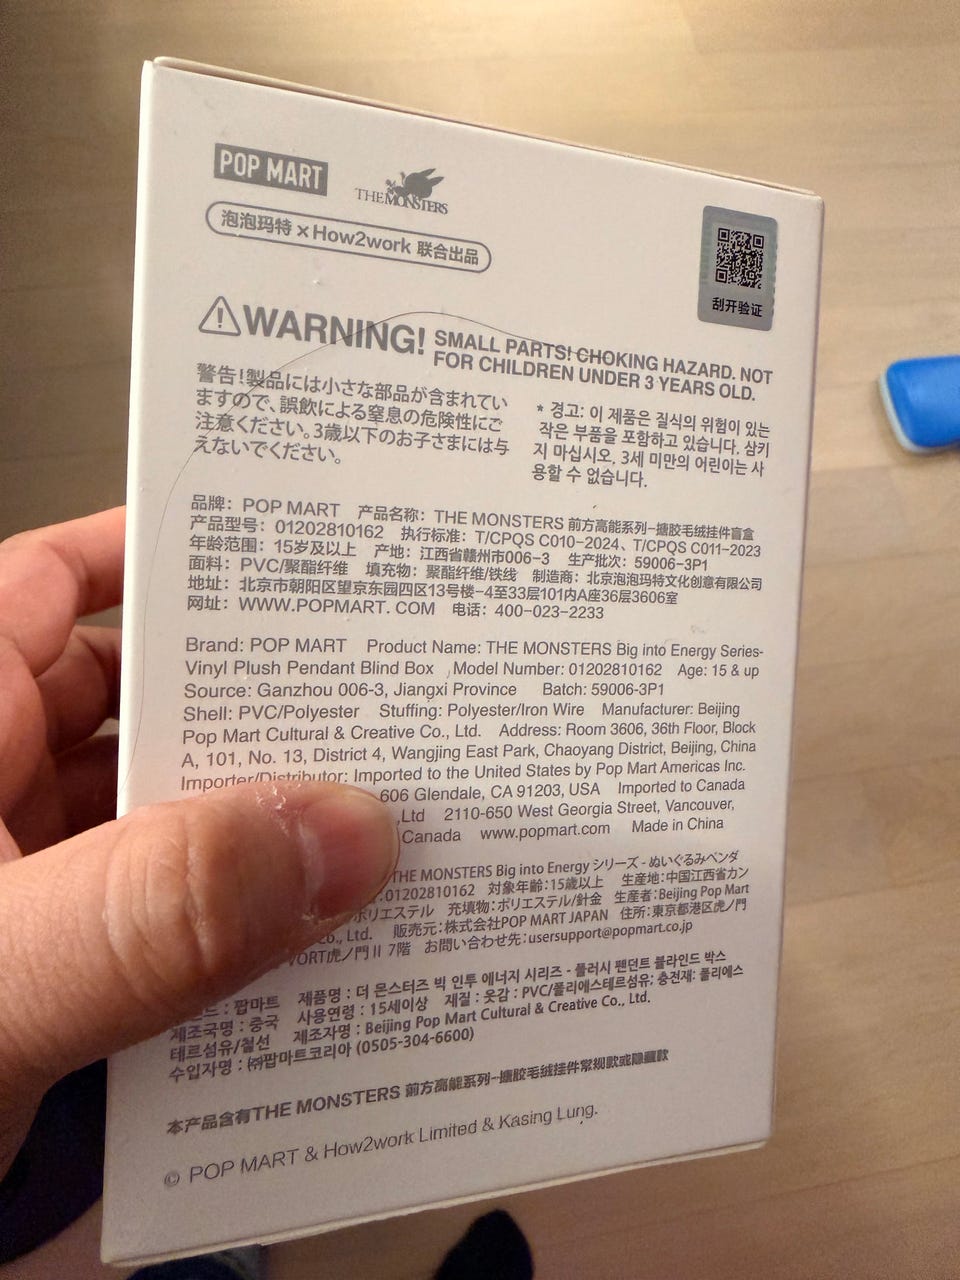 POP MART
THE MONSTERS
泡泡玛特 × How2work 联合出品
刮开验证
WARNING! SMALL PARTS! CHOKING HAZARD. NOT
FOR CHILDREN UNDER 3 YEARS OLD.
警告!製品には小さな部品が含まれてい
ますので、誤飲による窒息の危険性にご
注意ください。3歳以下のお子さまには与
えないでください。
* 경고: 이 제품은 질식의 위험이 있는
작은 부품을 포함하고 있습니다. 삼키
지 마십시오, 3세 미만의 어린이는 사
용할 수 없습니다.
品牌: POP MART 产品名称: THE MONSTERS 前方高能系列-搪胶毛绒挂件盲盒
产品型号: 01202810162 执行标准: T/CPQS C010-2024、T/CPQS C011-2023
年龄范围: 15岁及以上 产地: 江西省赣州市006-3 生产批次: 59006-3P1
面料: PVC/聚酯纤维 填充物: 聚酯纤维/铁线 制造商: 北京泡泡玛特文化创意有限公司
地址: 北京市朝阳区望京东园四区13号楼-4至33层101内A座36层3606室
网址: WWW.POPMART.COM 电话: 400-023-2233
Brand: POP MART Product Name: THE MONSTERS Big into Energy Series-
Vinyl Plush Pendant Blind Box Model Number: 01202810162 Age: 15 & up
Source: Ganzhou 006-3, Jiangxi Province Batch: 59006-3P1
Shell: PVC/Polyester Stuffing: Polyester/Iron Wire Manufacturer: Beijing
Pop Mart Cultural & Creative Co., Ltd. Address: Room 3606, 36th Floor, Block
A, 101, No. 13, District 4, Wangjing East Park, Chaoyang District, Beijing, China
Importer/Distributor: Imported to the United States by Pop Mart Americas Inc.
606 Glendale, CA 91203, USA Imported to Canada
,Ltd 2110-650 West Georgia Street, Vancouver,
Canada www.popmart.com Made in China
THE MONSTERS Big into Energy シリーズ - ぬいぐるみペンダ
:01202810162 対象年齢:15歳以上 生産地:中国江西省カン
ポリエステル 充填物:ポリエステル/針金 生産者:Beijing Pop Mart
Co., Ltd. 販売元:株式会社POP MART JAPAN 住所:東京都港区虎ノ門
VORT虎ノ門Ⅱ 7階 お問い合わせ先:usersupport@popmart.co.jp
드 : 팝마트 제품명 : 더 몬스터즈 빅 인투 에너지 시리즈 - 플러시 펜던트 블라인드 박스
제조국명 : 중국 사용연령 : 15세이상 재질 : 옷감 : PVC/폴리에스테르섬유; 충전재: 폴리에스
테르섬유/철선 제조자명 : Beijing Pop Mart Cultural & Creative Co., Ltd.
수입자명 : ㈜팝마트코리아 (0505-304-6600)
本产品含有THE MONSTERS 前方高能系列-搪胶毛绒挂件常规款或隐藏款
© POP MART & How2work Limited & Kasing Lung.